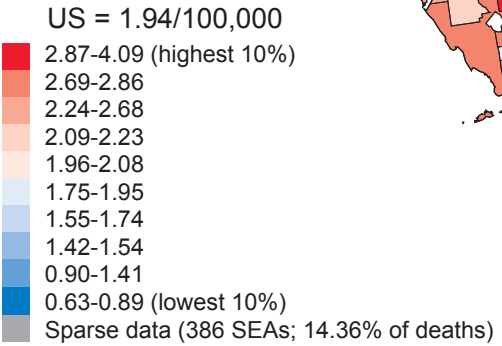 US = 1.94/100,000
2.87-4.09 (highest 10%)
2.69-2.86
2.24-2.68
2.09-2.23
1.96-2.08
1.75-1.95
1.55-1.74
1.42-1.54
0.90-1.41
0.63-0.89 (lowest 10%)
Sparse data (386 SEAs; 14.36% of deaths)